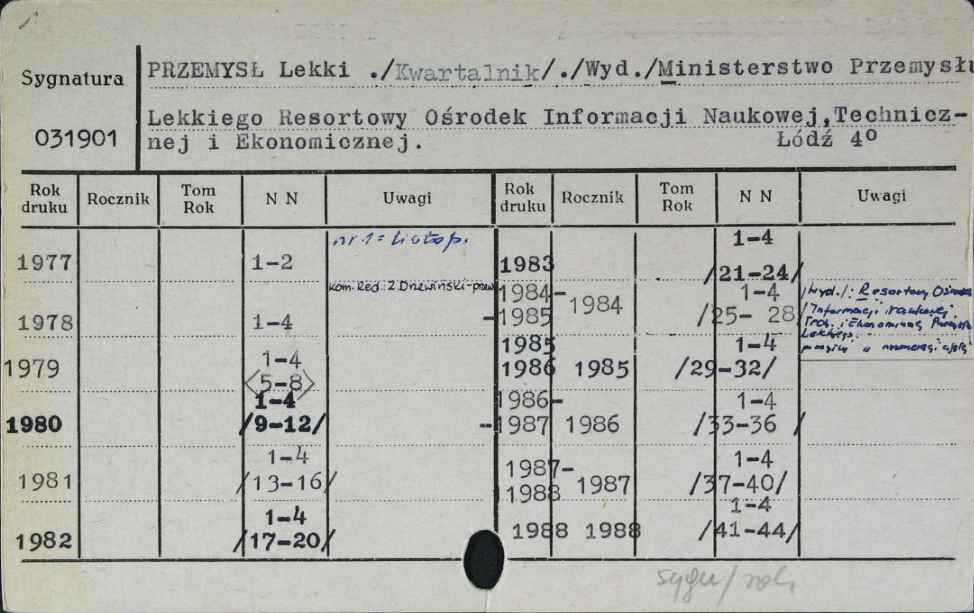 Sygnatura
031901
PRZEMYSŁ Lekki ./Kwartalnik/./Wyd./Ministerstwo Przemysłu
Lekkiego Resortowy Ośrodek Informacji Naukowej,Technicz-
nej i Ekonomicznej. Łódź 4º
Rok druku Rocznik Tom Rok N N Uwagi Rok druku Rocznik Tom Rok N N Uwagi
1977 1-2 nr 1= Listop.
kom. Red.: Z. Drzewiński-przew
1978 1-4
1979 1-4
<5-8>
1980 1-4
/9-12/
1981 1-4
/13-16/
1982 1-4
/17-20/
1983 1-4
/21-24/
1984-
-1985 1984 1-4
/25- 28
/Wyd./: Resortowy Ośrodek
Informacji Naukowej
Tech. i Ekonomicznej
Lekkiego.
1985
1986 1985 1-4
/29-32/
1986-
-1987 1986 1-4
/33-36 /
1987-
1988 1987 1-4
/37-40/
1988 1988 1-4
/41-44/
sygn/